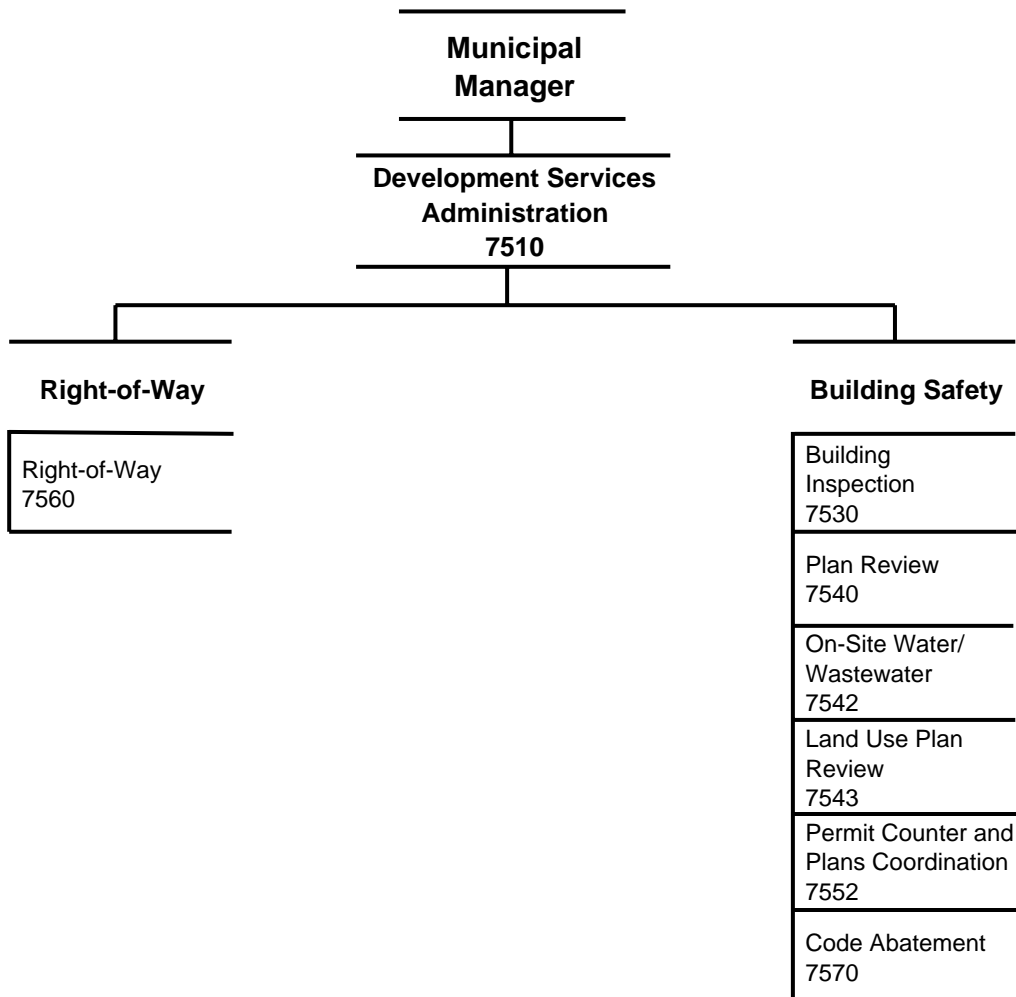 Municipal
Manager
Development Services
Administration
7510
Right-of-Way
Right-of-Way
7560
Building Safety
Building
Inspection
7530
Plan Review
7540
On-Site Water/
Wastewater
7542
Land Use Plan
Review
7543
Permit Counter and
Plans Coordination
7552
Code Abatement
7570